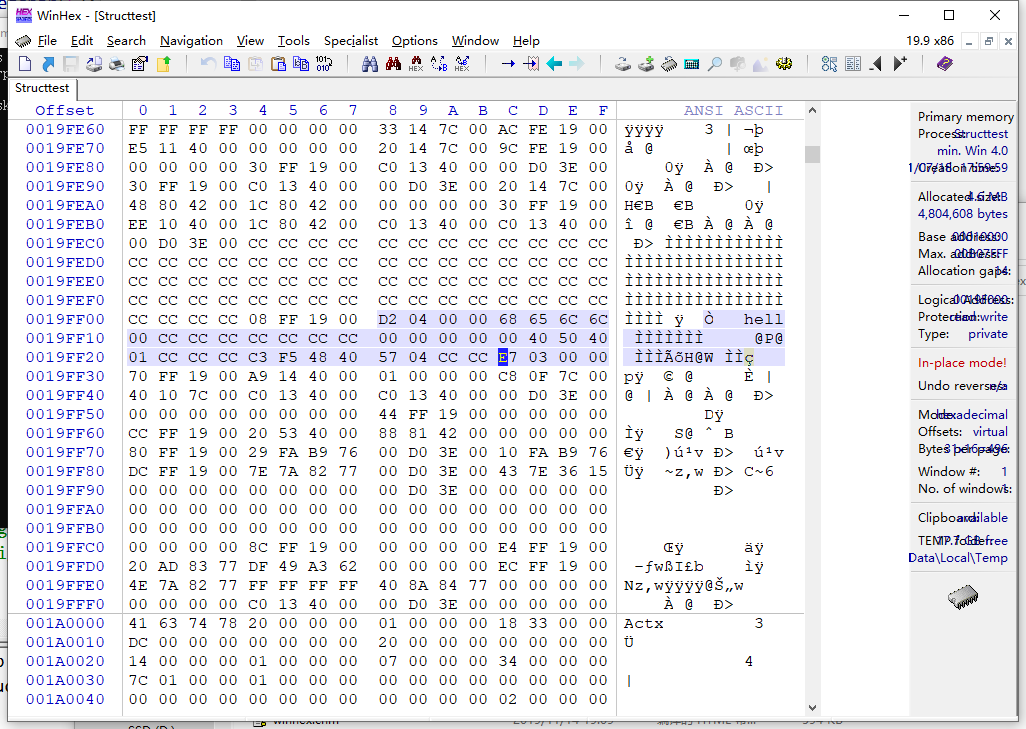 WinHex - [Structtest]
File Edit Search Navigation View Tools Specialist Options Window Help 19.9 x86
Structtest
Offset 0 1 2 3 4 5 6 7 8 9 A B C D E F ANSI ASCII
0019FE60 FF FF FF FF 00 00 00 00 33 14 7C 00 AC FE 19 00 ÿÿÿÿ 3 | ¬þ
0019FE70 E5 11 40 00 00 00 00 00 20 14 7C 00 9C FE 19 00 å @ | œþ
0019FE80 00 00 00 00 30 FF 19 00 C0 13 40 00 00 D0 3E 00 0ÿ À @ Ð>
0019FE90 30 FF 19 00 C0 13 40 00 00 D0 3E 00 20 14 7C 00 0ÿ À @ Ð> |
0019FEA0 48 80 42 00 1C 80 42 00 00 00 00 00 30 FF 19 00 H€B €B 0ÿ
0019FEB0 EE 10 40 00 1C 80 42 00 C0 13 40 00 C0 13 40 00 î @ €B À @ À @
0019FEC0 00 D0 3E 00 CC CC CC CC CC CC CC CC CC CC CC CC Ð> ÌÌÌÌÌÌÌÌÌÌÌÌ
0019FED0 CC CC CC CC CC CC CC CC CC CC CC CC CC CC CC CC ÌÌÌÌÌÌÌÌÌÌÌÌÌÌÌÌ
0019FEE0 CC CC CC CC CC CC CC CC CC CC CC CC CC CC CC CC ÌÌÌÌÌÌÌÌÌÌÌÌÌÌÌÌ
0019FEF0 CC CC CC CC CC CC CC CC CC CC CC CC CC CC CC CC ÌÌÌÌÌÌÌÌÌÌÌÌÌÌÌÌ
0019FF00 CC CC CC CC 08 FF 19 00 D2 04 00 00 68 65 6C 6C ÌÌÌÌ ÿ Ò hell
0019FF10 00 CC CC CC CC CC CC CC 00 00 00 00 00 40 50 40 ÌÌÌÌÌÌÌ @P@
0019FF20 01 CC CC CC C3 F5 48 40 57 04 CC CC E7 03 00 00 ÌÌÌÃõH@W ÌÌç
0019FF30 70 FF 19 00 A9 14 40 00 01 00 00 00 C8 0F 7C 00 pÿ © @ È |
0019FF40 40 10 7C 00 C0 13 40 00 C0 13 40 00 00 D0 3E 00 @ | À @ À @ Ð>
0019FF50 00 00 00 00 00 00 00 00 44 FF 19 00 00 00 00 00 Dÿ
0019FF60 CC FF 19 00 20 53 40 00 88 81 42 00 00 00 00 00 Ìÿ S@ ˆ B
0019FF70 80 FF 19 00 29 FA B9 76 00 D0 3E 00 10 FA B9 76 €ÿ )ú¹v Ð> ú¹v
0019FF80 DC FF 19 00 7E 7A 82 77 00 D0 3E 00 43 7E 36 15 Üÿ ~z‚w Ð> C~6
0019FF90 00 00 00 00 00 00 00 00 00 D0 3E 00 00 00 00 00 Ð>
0019FFA0 00 00 00 00 00 00 00 00 00 00 00 00 00 00 00 00
0019FFB0 00 00 00 00 00 00 00 00 00 00 00 00 00 00 00 00
0019FFC0 00 00 00 00 8C FF 19 00 00 00 00 00 E4 FF 19 00 Œÿ äÿ
0019FFD0 20 AD 83 77 DF 49 A3 62 00 00 00 00 EC FF 19 00 -ƒwßI£b ìÿ
0019FFE0 4E 7A 82 77 FF FF FF FF 40 8A 84 77 00 00 00 00 Nz‚wÿÿÿÿ@Š„w
0019FFF0 00 00 00 00 C0 13 40 00 00 D0 3E 00 00 00 00 00 À @ Ð>
001A0000 41 63 74 78 20 00 00 00 01 00 00 00 18 33 00 00 Actx 3
001A0010 DC 00 00 00 00 00 00 00 20 00 00 00 00 00 00 00 Ü
001A0020 14 00 00 00 01 00 00 00 07 00 00 00 34 00 00 00 4
001A0030 7C 01 00 00 01 00 00 00 00 00 00 00 00 00 00 00 |
001A0040 00 00 00 00 00 00 00 00 00 00 00 00 02 00 00 00
Primary memory
Process: Structtest
min. Win 4.0
Creation time:
Allocated size: 4.6 MB
4,804,608 bytes
Base address:
Max. address:
Allocation gaps: 14
Logical Address: 0019F000
Protection: read-write
Type: private
In-place mode!
Undo reverses: n/a
Mode: hexadecimal
Offsets: virtual
Bytes per page: 31x16=496
Window #: 1
No. of windows: 1
Clipboard: available
TEMP folder:
Data\Local\Temp